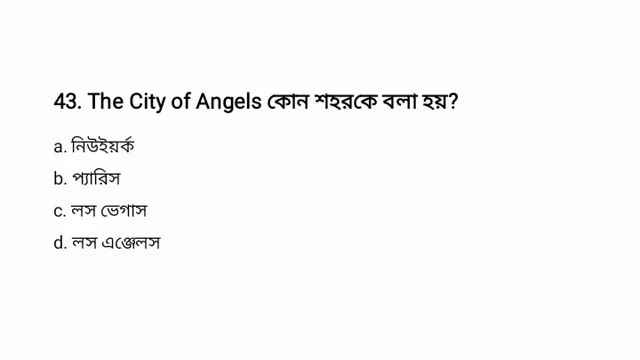 43. The City of Angels কোন শহরকে বলা হয়?
a. নিউইয়র্ক
b. প্যারিস
c. লস ভেগাস
d. লস এঞ্জেলস